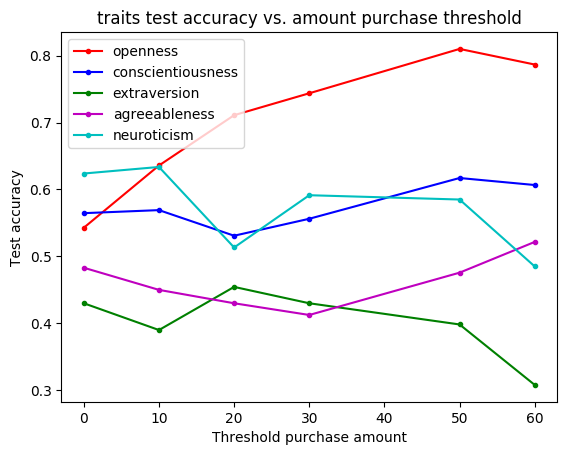 traits test accuracy vs. amount purchase threshold
openness
conscientiousness
extraversion
agreeableness
neuroticism
Test accuracy
0.8
0.7
0.6
0.5
0.4
0.3
0 10 20 30 40 50 60
Threshold purchase amount